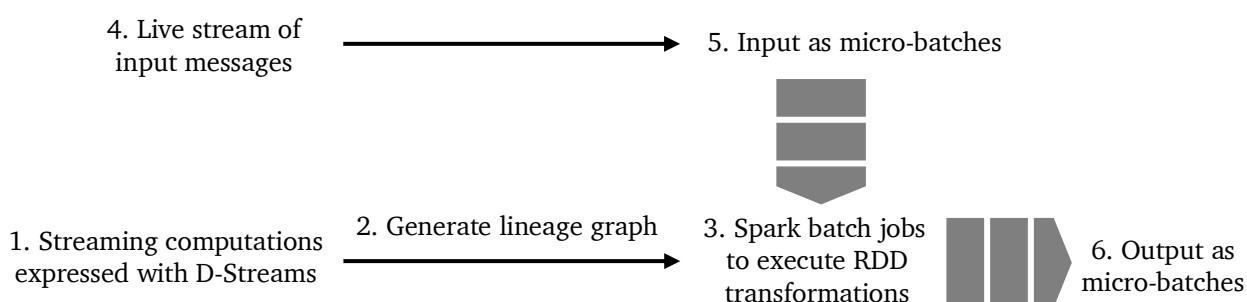 4. Live stream of
input messages
5. Input as micro-batches
1. Streaming computations
expressed with D-Streams
2. Generate lineage graph
3. Spark batch jobs
to execute RDD
transformations
6. Output as
micro-batches